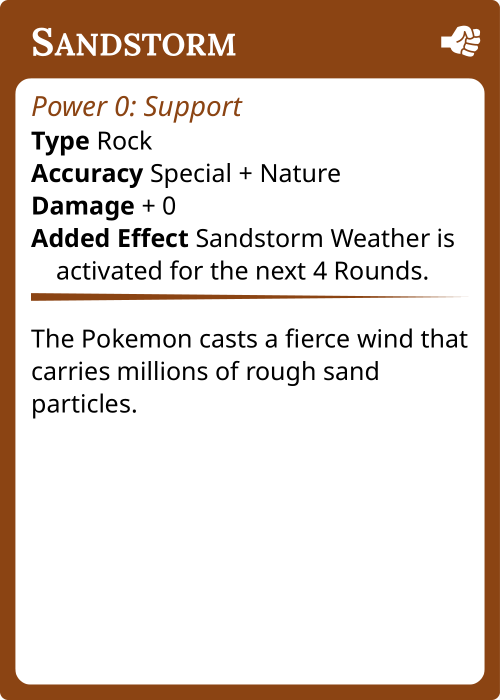 SANDSTORM
Power 0: Support
Type Rock
Accuracy Special + Nature
Damage + 0
Added Effect Sandstorm Weather is
activated for the next 4 Rounds.
The Pokemon casts a fierce wind that
carries millions of rough sand
particles.